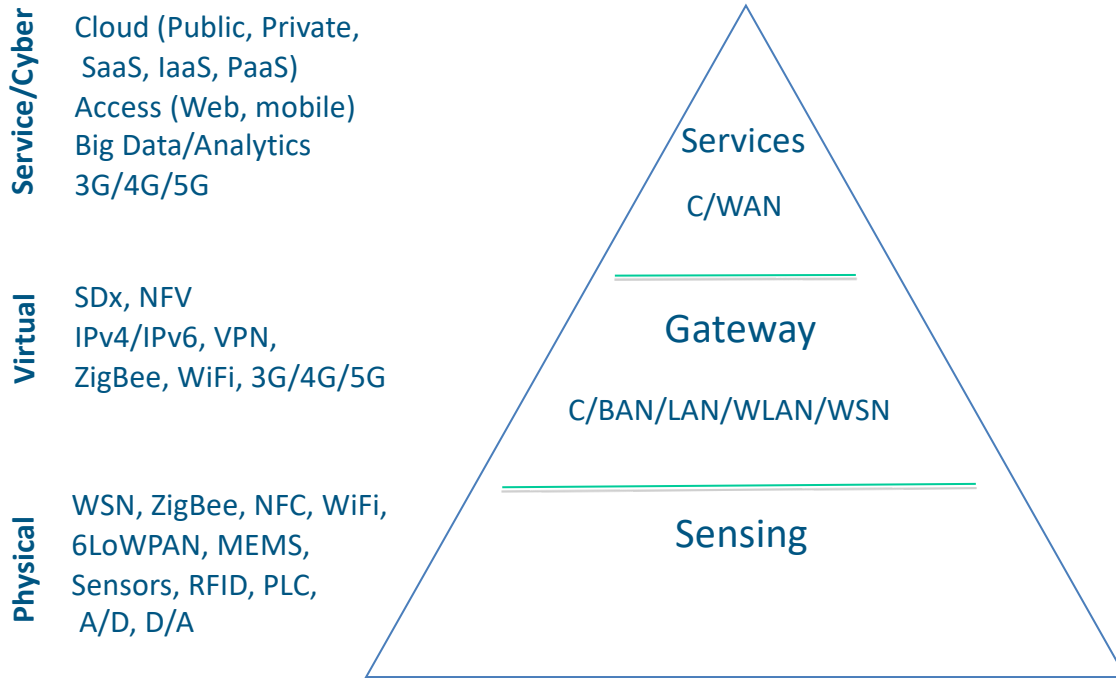 Service/Cyber
Cloud (Public, Private,
SaaS, IaaS, PaaS)
Access (Web, mobile)
Big Data/Analytics
3G/4G/5G
Services
C/WAN
Virtual
SDx, NFV
IPv4/IPv6, VPN,
ZigBee, WiFi, 3G/4G/5G
Gateway
C/BAN/LAN/WLAN/WSN
Physical
WSN, ZigBee, NFC, WiFi,
6LoWPAN, MEMS,
Sensors, RFID, PLC,
A/D, D/A
Sensing